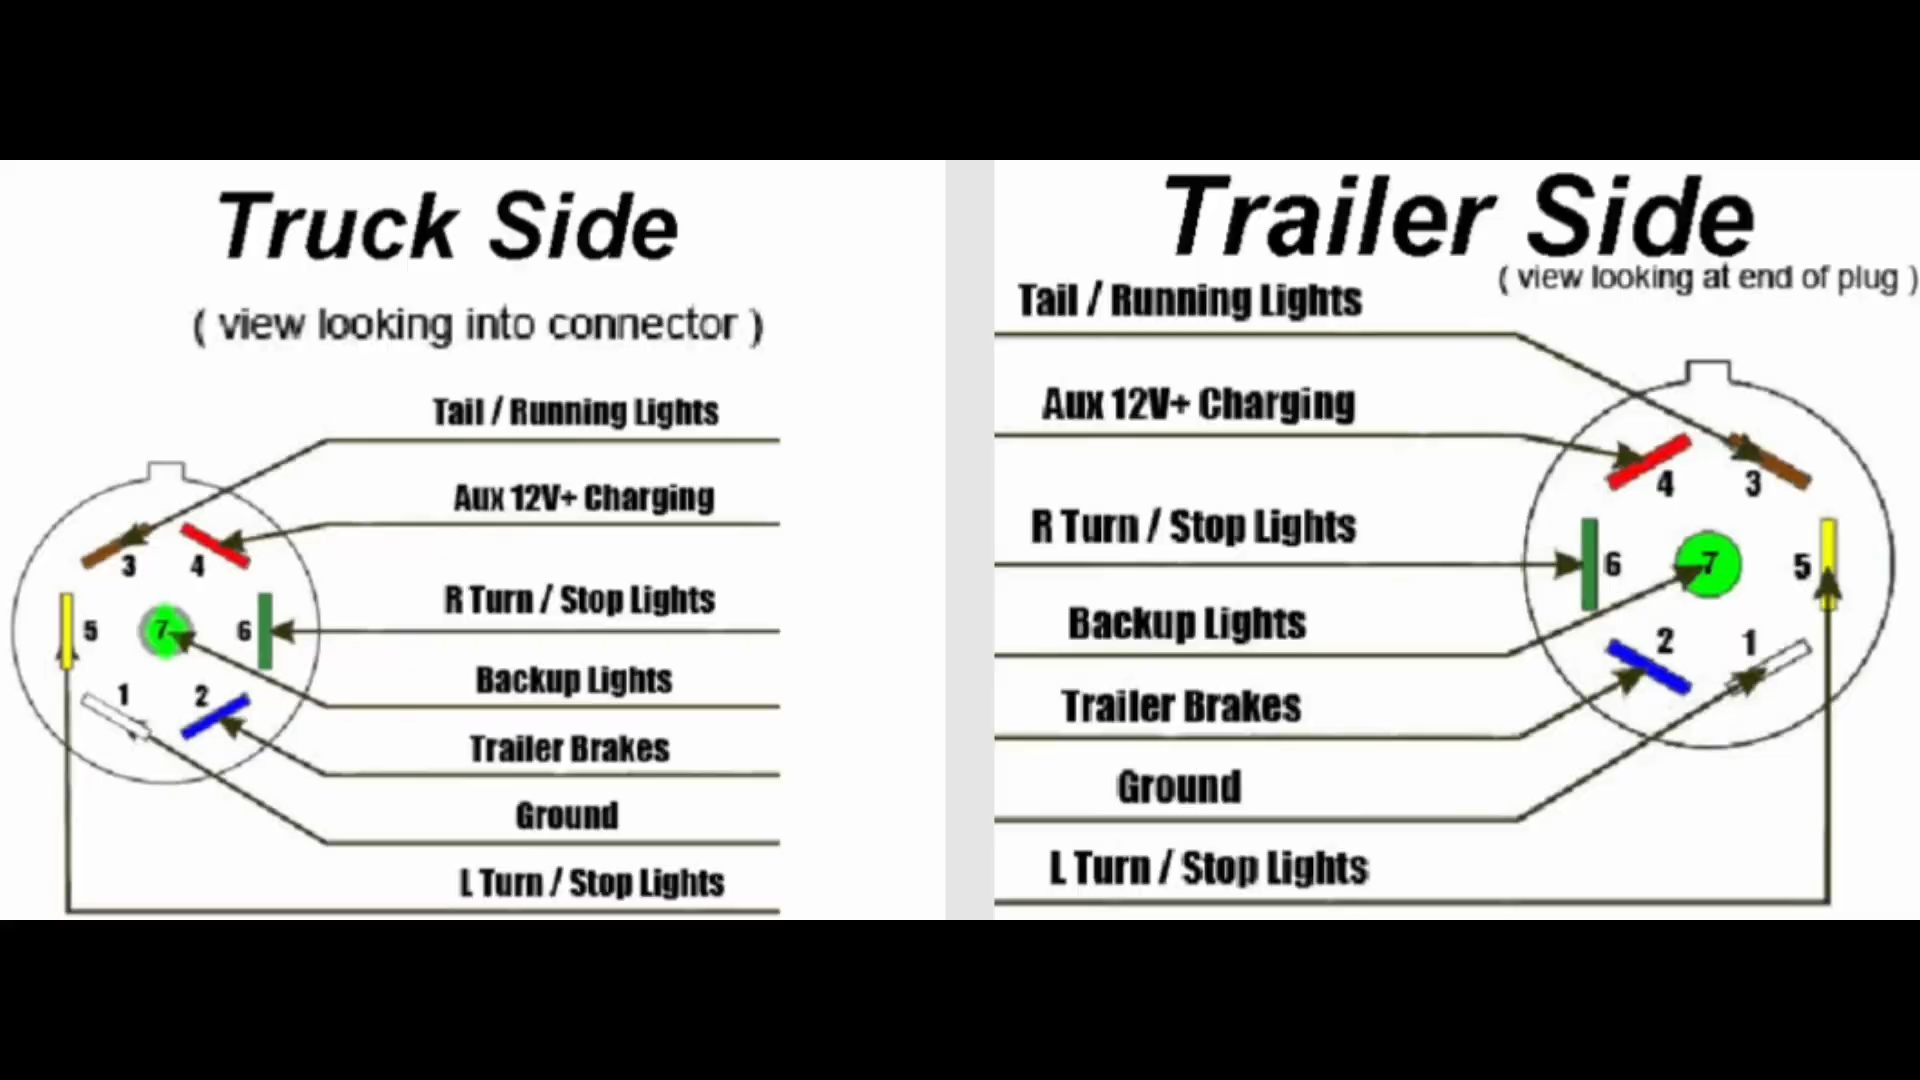 Truck Side
( view looking into connector )
Tail / Running Lights
Aux 12V+ Charging
R Turn / Stop Lights
Backup Lights
Trailer Brakes
Ground
L Turn / Stop Lights
3
4
5
7
6
1
2
Trailer Side
( view looking at end of plug )
Tail / Running Lights
Aux 12V+ Charging
R Turn / Stop Lights
Backup Lights
Trailer Brakes
Ground
L Turn / Stop Lights
4
3
6
7
5
2
1